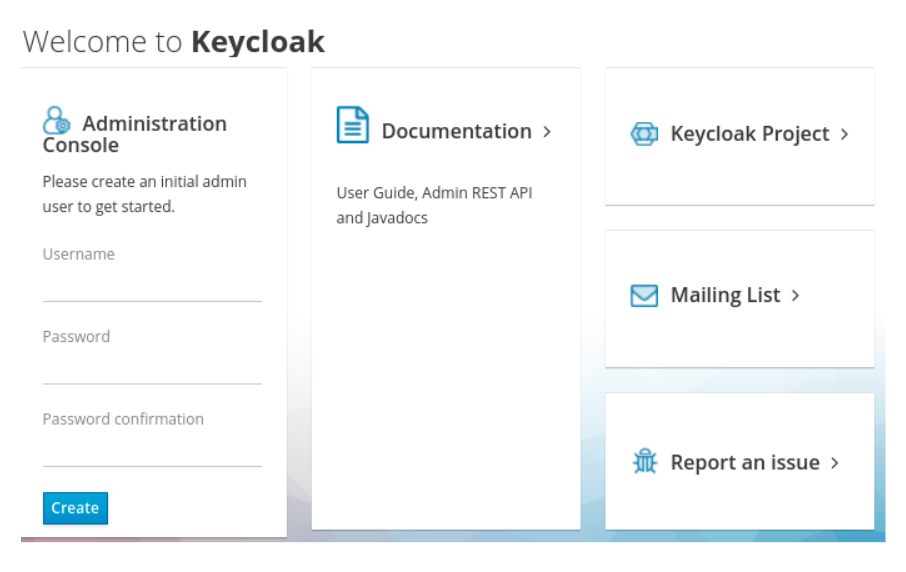 Welcome to Keycloak
Administration
Console
Please create an initial admin
user to get started.
Username
Password
Password confirmation
Create
Documentation >
User Guide, Admin REST API
and Javadocs
Keycloak Project >
Mailing List >
Report an issue >